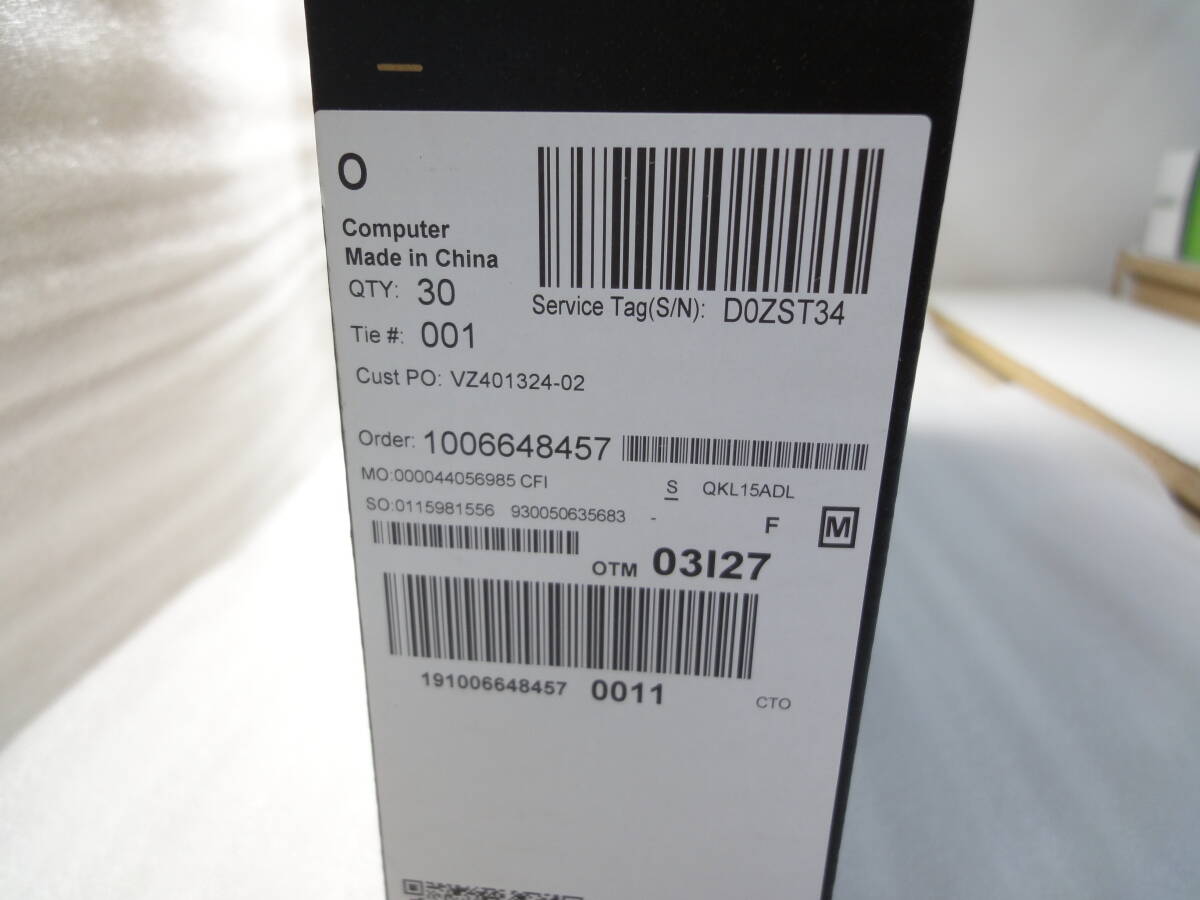 O
Computer
Made in China
QTY: 30
Service Tag(S/N): D0ZST34
Tie #: 001
Cust PO: VZ401324-02
Order: 1006648457
MO:000044056985 CFI
S QKL15ADL
SO:0115981556 930050635683 - F M
OTM 03I27
191006648457 0011 CTO